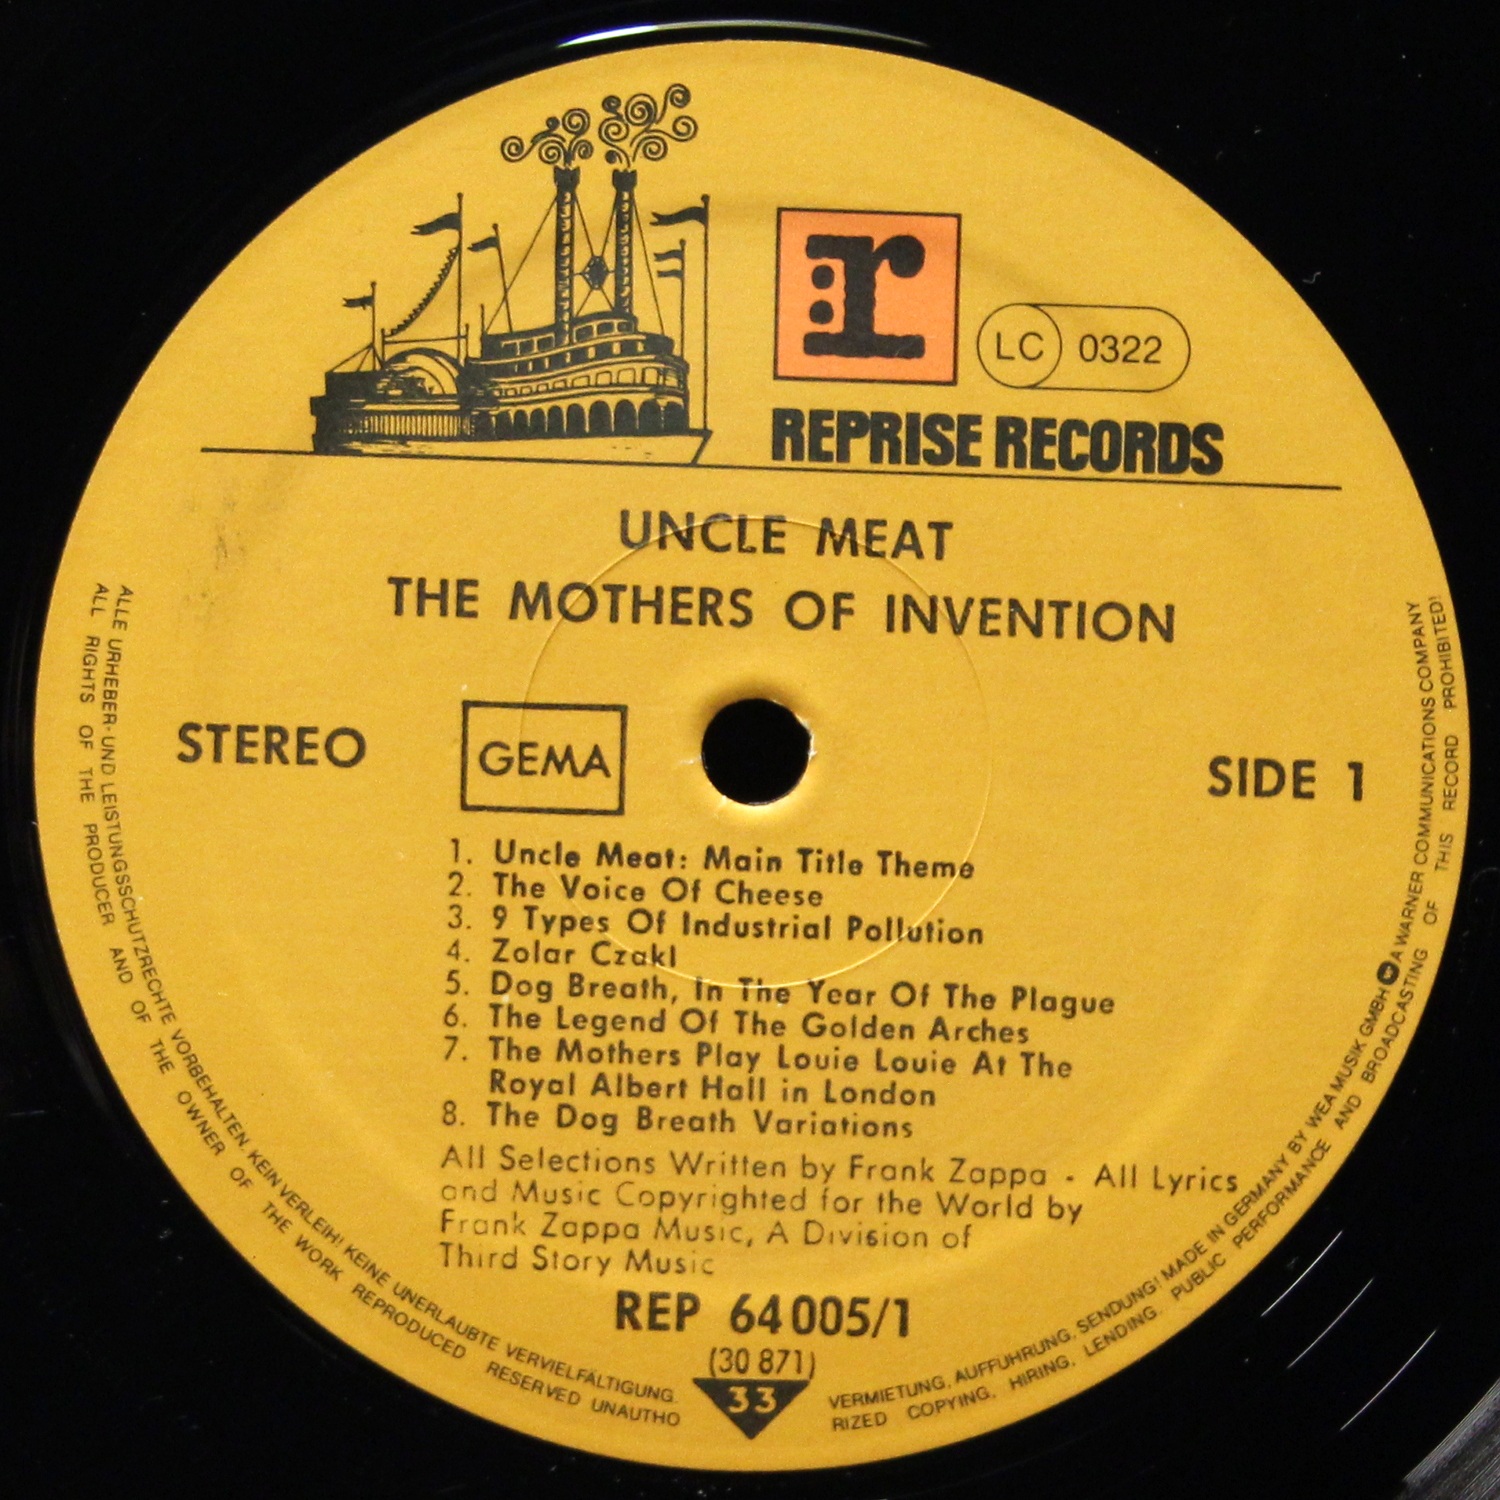 r
LC 0322
REPRISE RECORDS
UNCLE MEAT
THE MOTHERS OF INVENTION
STEREO
GEMA
SIDE 1
1. Uncle Meat: Main Title Theme
2. The Voice Of Cheese
3. 9 Types Of Industrial Pollution
4. Zolar Czakl
5. Dog Breath, In The Year Of The Plague
6. The Legend Of The Golden Arches
7. The Mothers Play Louie Louie At The
Royal Albert Hall in London
8. The Dog Breath Variations
All Selections Written by Frank Zappa - All Lyrics
and Music Copyrighted for the World by
Frank Zappa Music, A Division of
Third Story Music
REP 64005/1
(30 871)
33
ALLE URHEBER- UND LEISTUNGSSCHUTZRECHTE VORBEHALTEN. KEIN VERLEIH! KEINE UNERLAUBTE VERVIELFÄLTIGUNG. VERMIETUNG, AUFFÜHRUNG, SENDUNG! MADE IN GERMANY BY WEA MUSIK GMBH A WARNER COMMUNICATIONS COMPANY
ALL RIGHTS OF THE PRODUCER AND OF THE OWNER OF THE WORK REPRODUCED RESERVED UNAUTHORIZED COPYING, HIRING, LENDING, PUBLIC PERFORMANCE AND BROADCASTING OF THIS RECORD PROHIBITED!